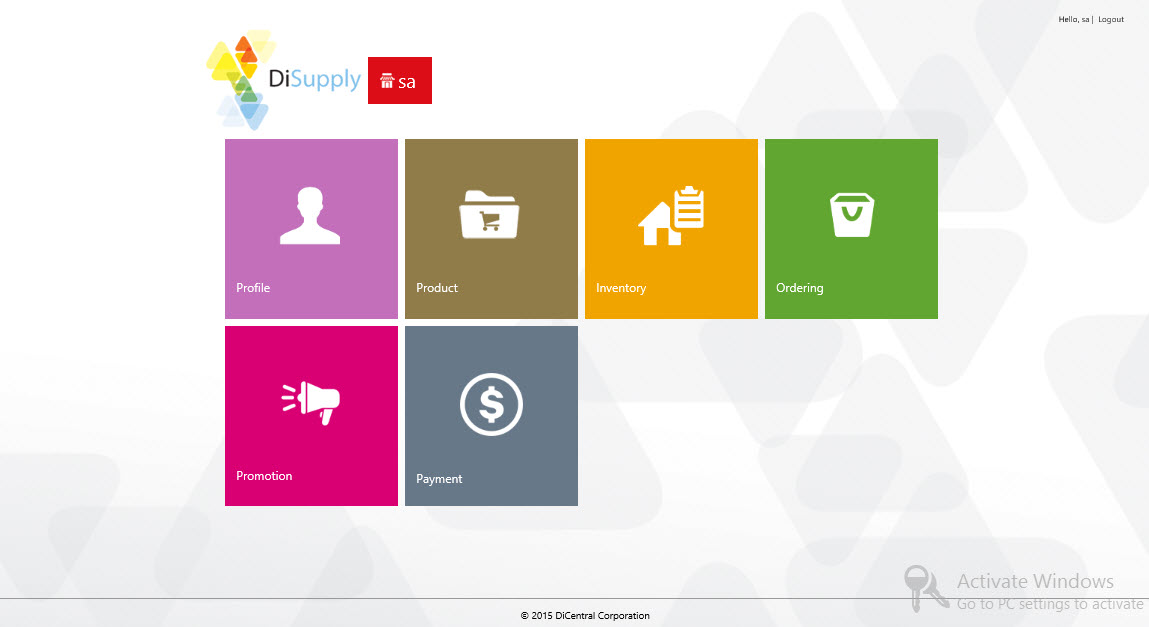 Hello, sa | Logout
DiSupply
sa
Profile
Product
Inventory
Ordering
Promotion
Payment
Activate Windows
Go to PC settings to activate
© 2015 DiCentral Corporation